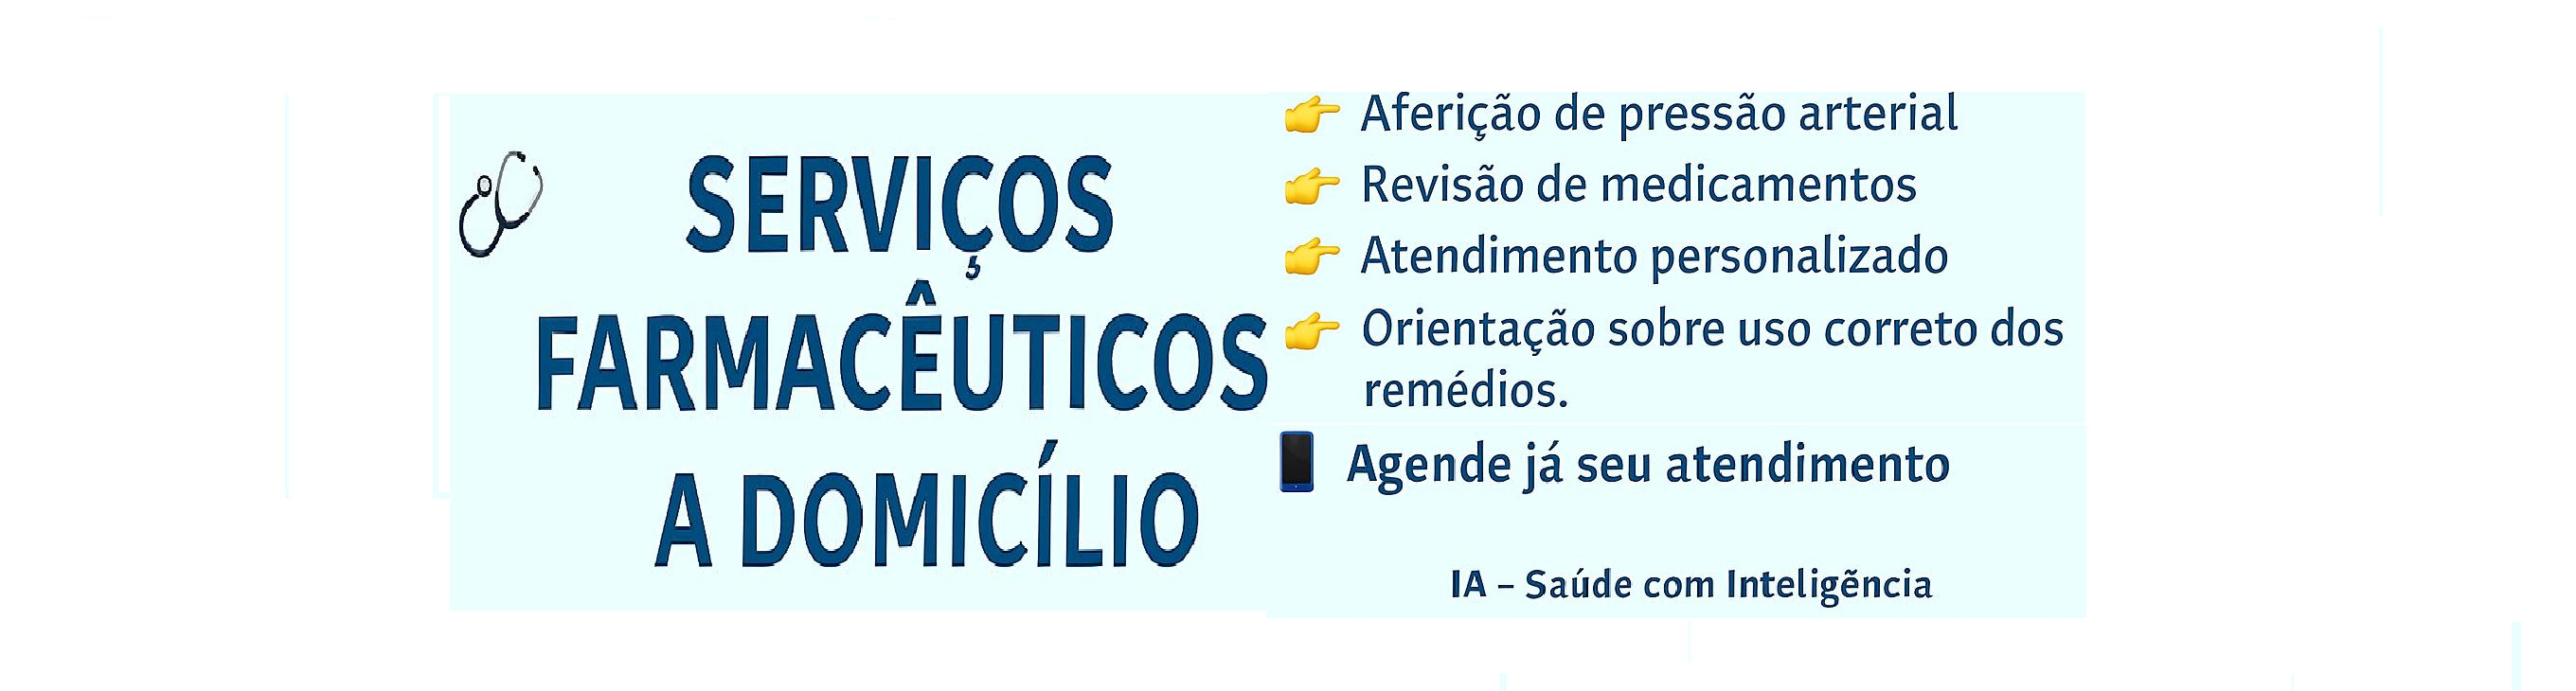 SERVIÇOS
FARMACÊUTICOS
A DOMICÍLIO
👉 Aferição de pressão arterial
👉 Revisão de medicamentos
👉 Atendimento personalizado
👉 Orientação sobre uso correto dos
remédios.
📱 Agende já seu atendimento
IA – Saúde com Inteligẽncia